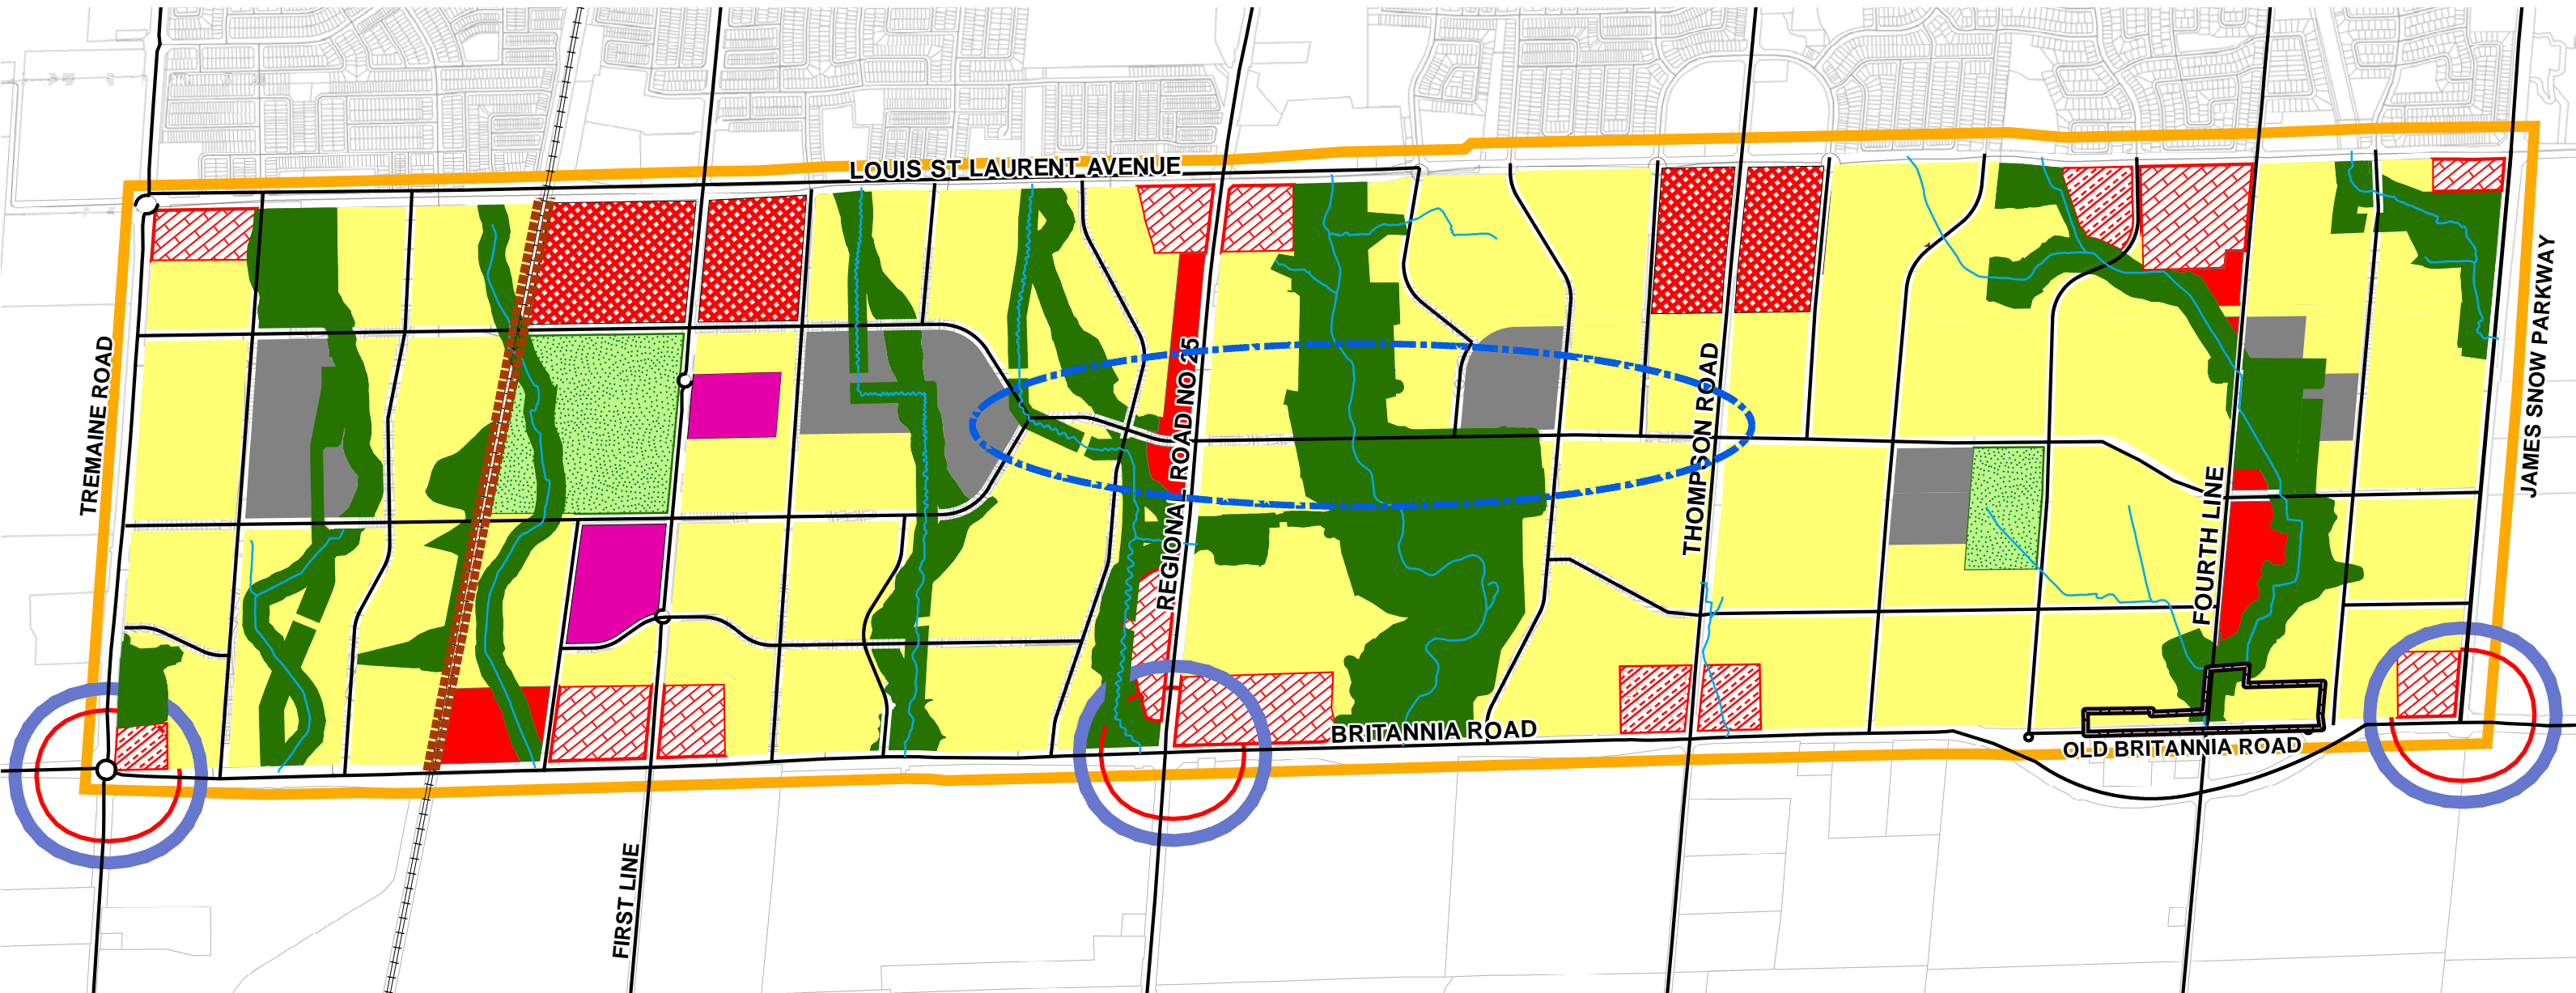 LOUIS ST LAURENT AVENUE
TREMAINE ROAD
REGIONAL ROAD NO 25
THOMPSON ROAD
FOURTH LINE
JAMES SNOW PARKWAY
BRITANNIA ROAD
OLD BRITANNIA ROAD
FIRST LINE